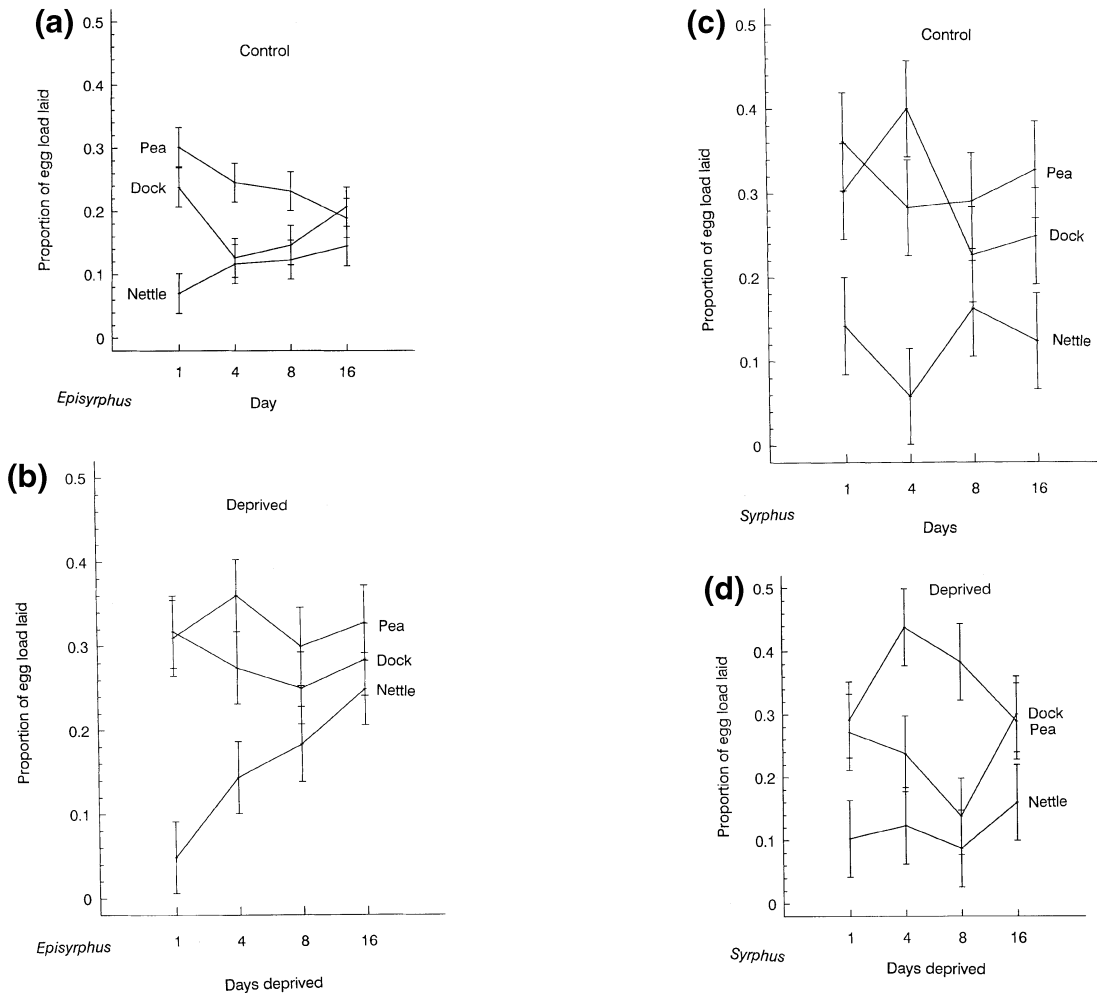 (a)
Control
Proportion of egg load laid
0.5
0.4
0.3
0.2
0.1
0
Pea
Dock
Nettle
1 4 8 16
Episyrphus
Day
(b)
Deprived
Proportion of egg load laid
0.5
0.4
0.3
0.2
0.1
0
Pea
Dock
Nettle
1 4 8 16
Episyrphus
Days deprived
(c)
Control
Proportion of egg load laid
0.5
0.4
0.3
0.2
0.1
0
Pea
Dock
Nettle
1 4 8 16
Syrphus
Days
(d)
Deprived
Proportion of egg load laid
0.5
0.4
0.3
0.2
0.1
0
Dock
Pea
Nettle
1 4 8 16
Syrphus
Days deprived